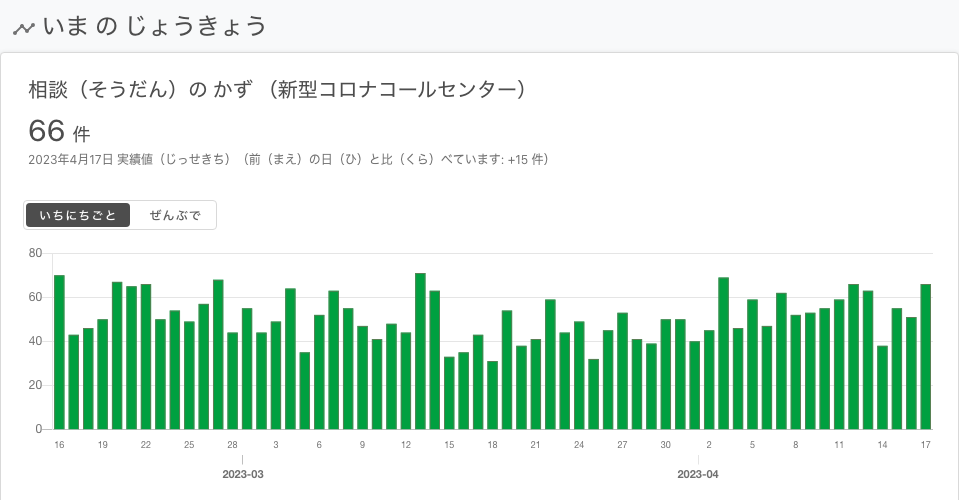 いま の じょうきょう
相談（そうだん）の かず （新型コロナコールセンター）
66 件
2023年4月17日 実績値（じっせきち）（前（まえ）の日（ひ）と比（くら）べています: +15 件）
いちにちごと ぜんぶで
80
60
40
20
0
16 19 22 25 28 3 6 9 12 15 18 21 24 27 30 2 5 8 11 14 17
2023-03 2023-04